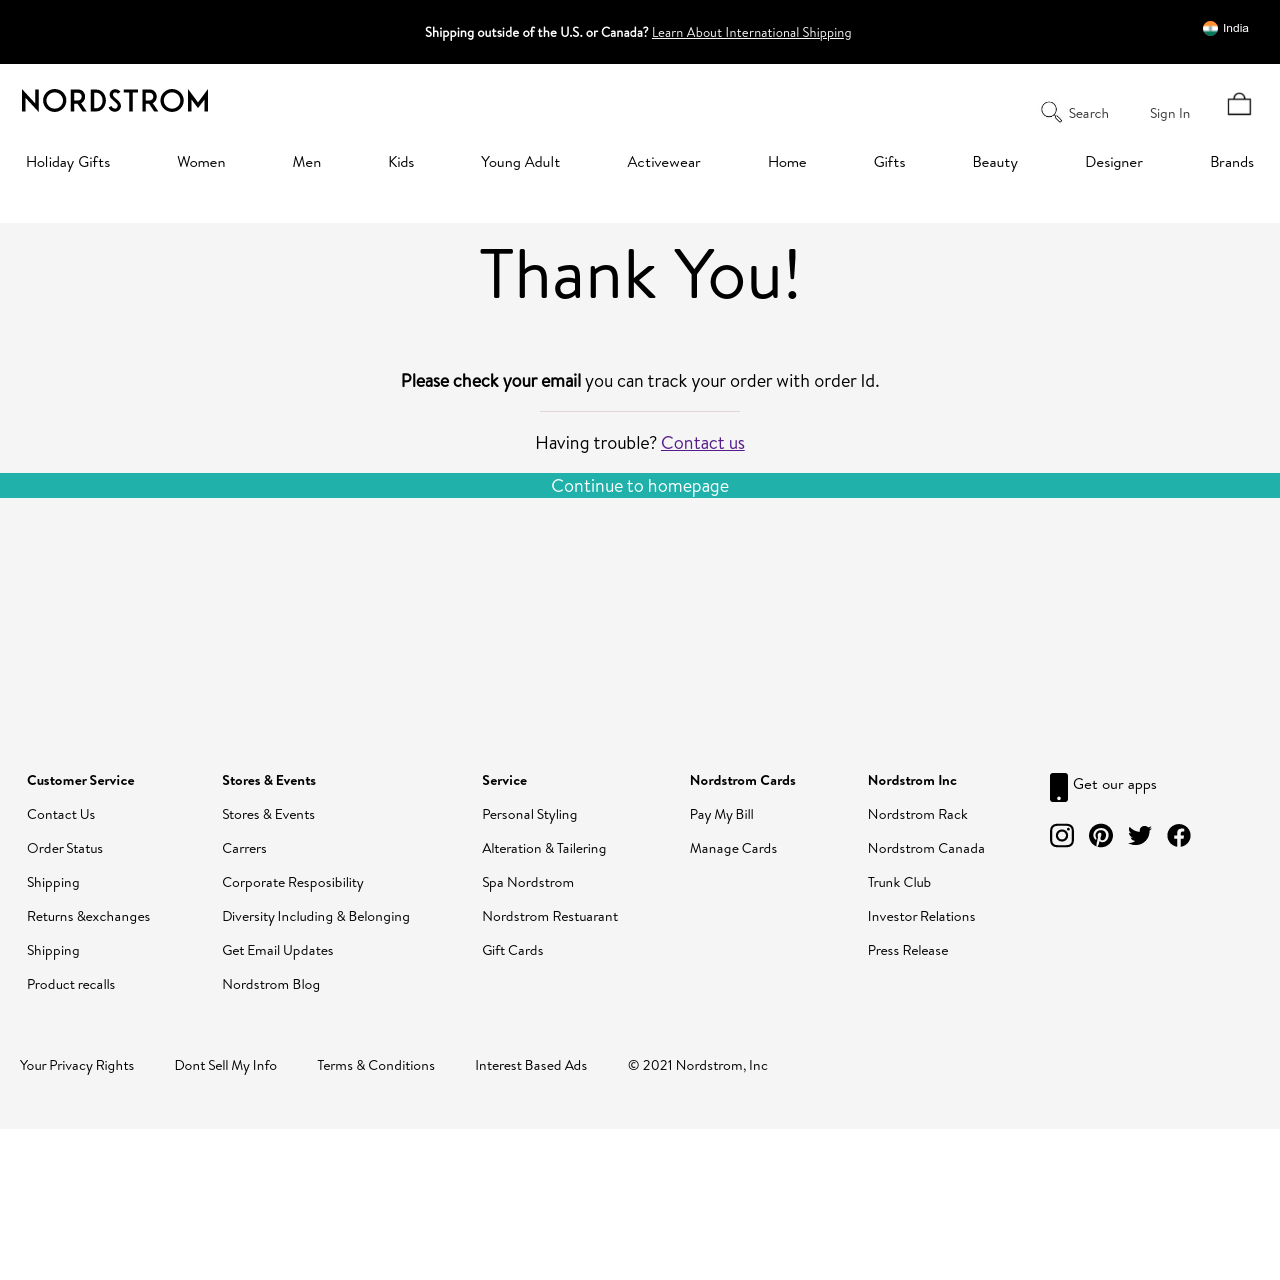 Shipping outside of the U.S. or Canada? Learn About International Shipping
India
NORDSTROM
Search
Sign In
Holiday Gifts
Women
Men
Kids
Young Adult
Activewear
Home
Gifts
Beauty
Designer
Brands
Thank You!
Please check your email you can track your order with order Id.
Having trouble? Contact us
Continue to homepage
Customer Service
Contact Us
Order Status
Shipping
Returns &exchanges
Shipping
Product recalls
Stores & Events
Stores & Events
Carrers
Corporate Resposibility
Diversity Including & Belonging
Get Email Updates
Nordstrom Blog
Service
Personal Styling
Alteration & Tailering
Spa Nordstrom
Nordstrom Restuarant
Gift Cards
Nordstrom Cards
Pay My Bill
Manage Cards
Nordstrom Inc
Nordstrom Rack
Nordstrom Canada
Trunk Club
Investor Relations
Press Release
Get our apps
Your Privacy Rights
Dont Sell My Info
Terms & Conditions
Interest Based Ads
© 2021 Nordstrom, Inc